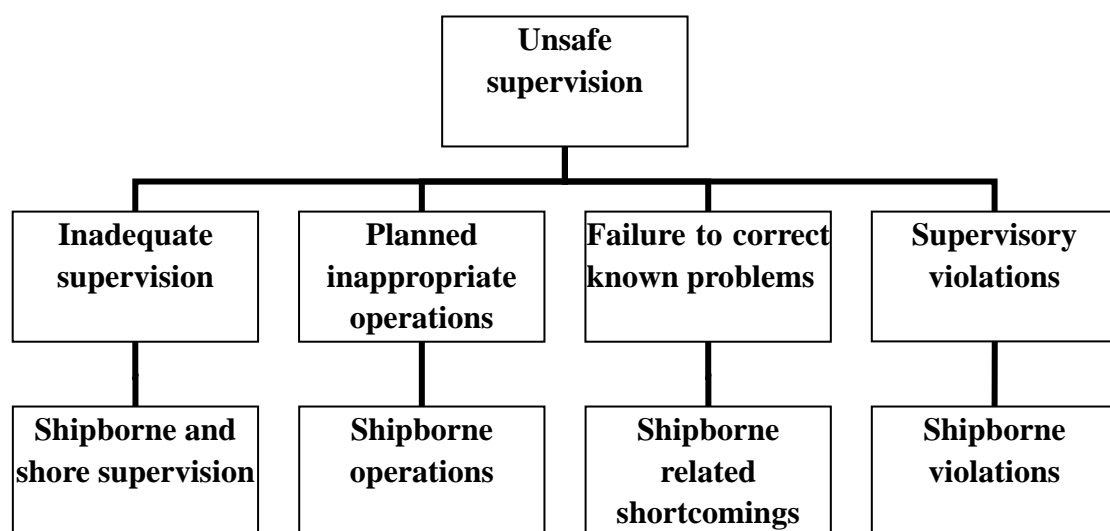 Unsafe
supervision
Inadequate
supervision
Planned
inappropriate
operations
Failure to correct
known problems
Supervisory
violations
Shipborne and
shore supervision
Shipborne
operations
Shipborne
related
shortcomings
Shipborne
violations